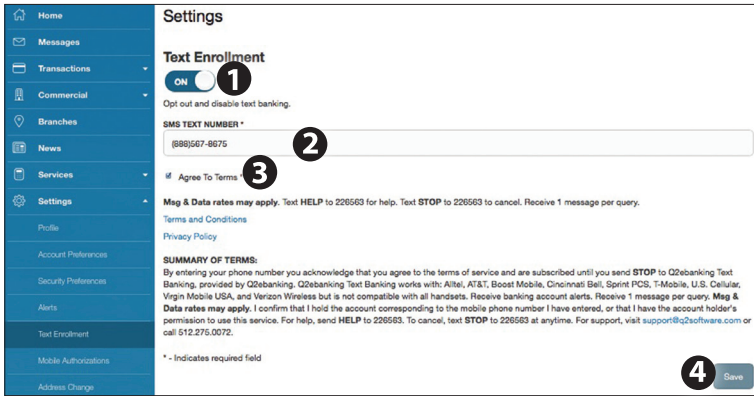 Home
Messages
Transactions
Commercial
Branches
News
Services
Settings
Profile
Account Preferences
Security Preferences
Alerts
Text Enrollment
Mobile Authorizations
Address Change
Settings
Text Enrollment
ON
1
Opt out and disable text banking.
SMS TEXT NUMBER *
(888)567-8675
2
Agree To Terms *
3
Msg & Data rates may apply. Text HELP to 226563 for help. Text STOP to 226563 to cancel. Receive 1 message per query.
Terms and Conditions
Privacy Policy
SUMMARY OF TERMS:
By entering your phone number you acknowledge that you agree to the terms of service and are subscribed until you send STOP to Q2ebanking Text
Banking, provided by Q2ebanking. Q2ebanking Text Banking works with: Alltel, AT&T, Boost Mobile, Cincinnati Bell, Sprint PCS, T-Mobile, U.S. Cellular,
Virgin Mobile USA, and Verizon Wireless but is not compatible with all handsets. Receive banking account alerts. Receive 1 message per query. Msg &
Data rates may apply. I confirm that I hold the account corresponding to the mobile phone number I have entered, or that I have the account holder's
permission to use this service. For help, send HELP to 226563. To cancel, text STOP to 226563 at anytime. For support, visit support@q2software.com or
call 512.275.0072.
* - Indicates required field
4
Save